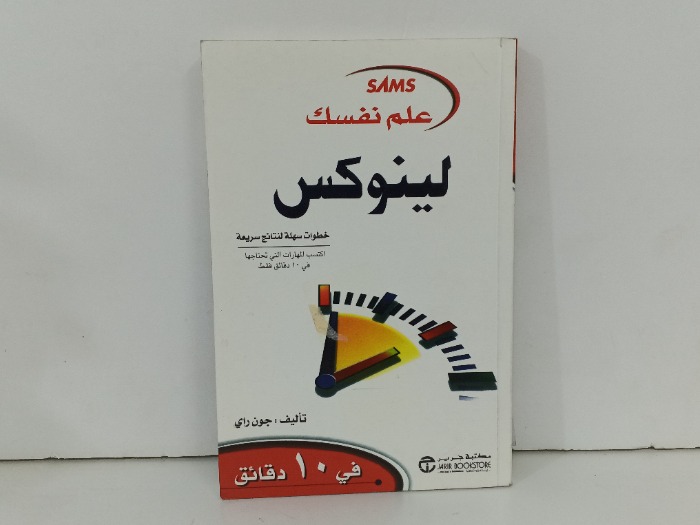 SAMS
علم نفسك
لينوكس
خطوات سهلة لنتائج سريعة
اكتسب المهارات التي تحتاجها
في ١٠ دقائق فقط
تأليف : جون راي
في ١٠ دقائق
مكتبة جرير
JARIR BOOKSTORE